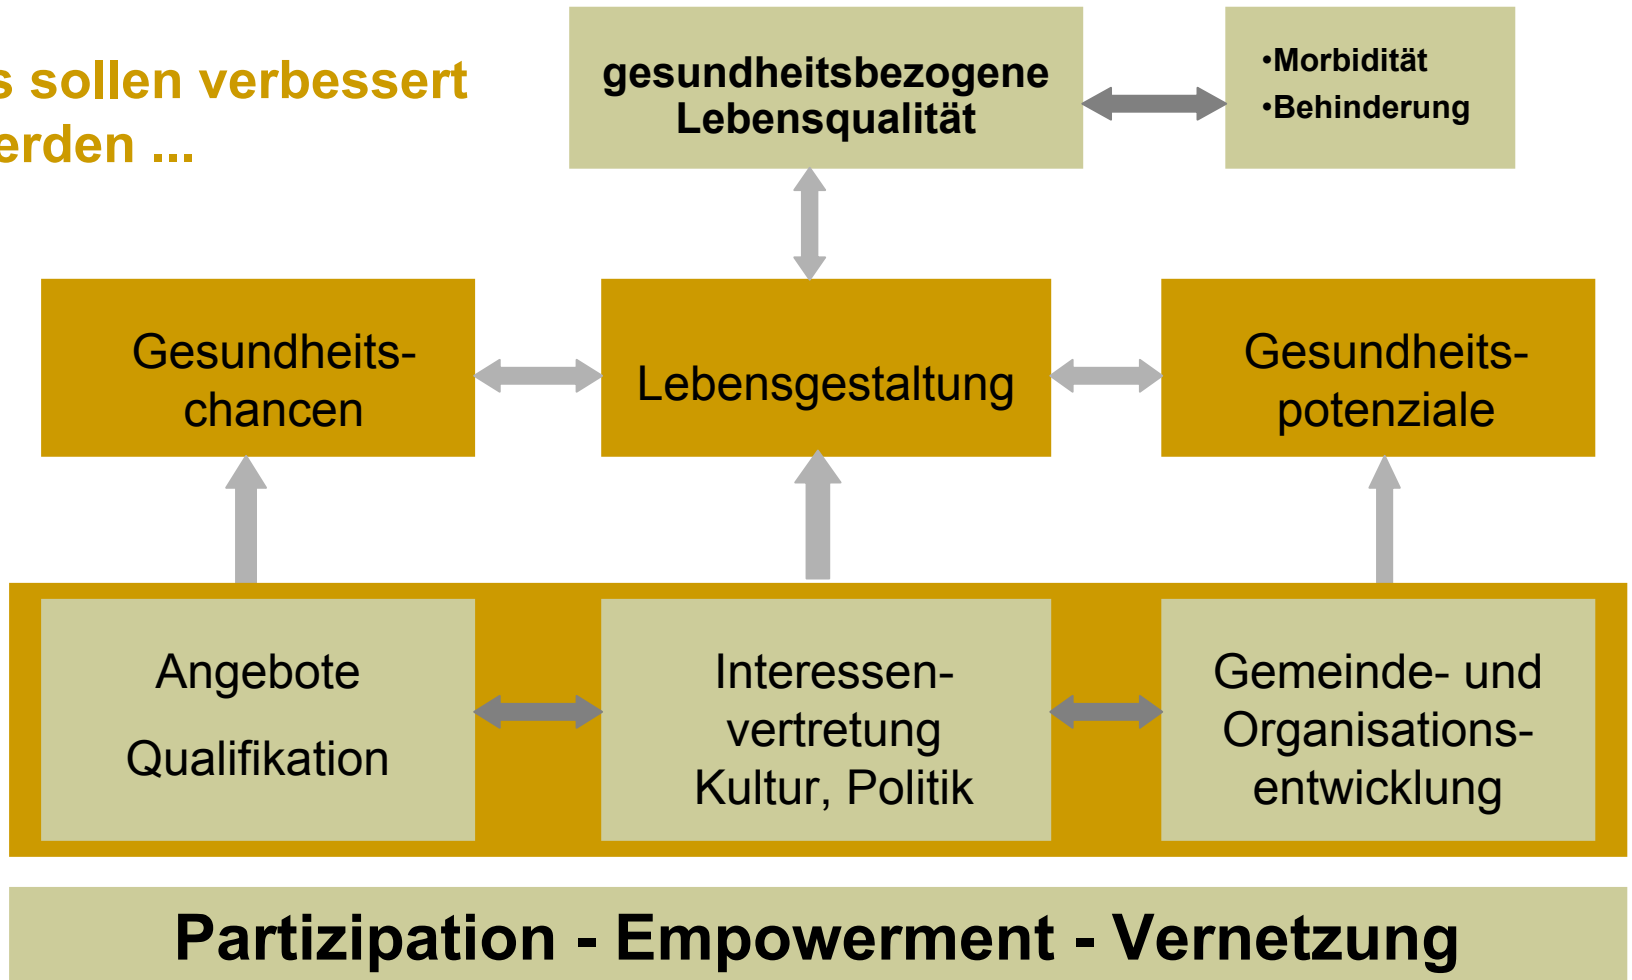 s sollen verbessert
erden ...
gesundheitsbezogene
Lebensqualität
•Morbidität
•Behinderung
Gesundheits-
chancen
Lebensgestaltung
Gesundheits-
potenziale
Angebote
Qualifikation
Interessen-
vertretung
Kultur, Politik
Gemeinde- und
Organisations-
entwicklung
Partizipation - Empowerment - Vernetzung